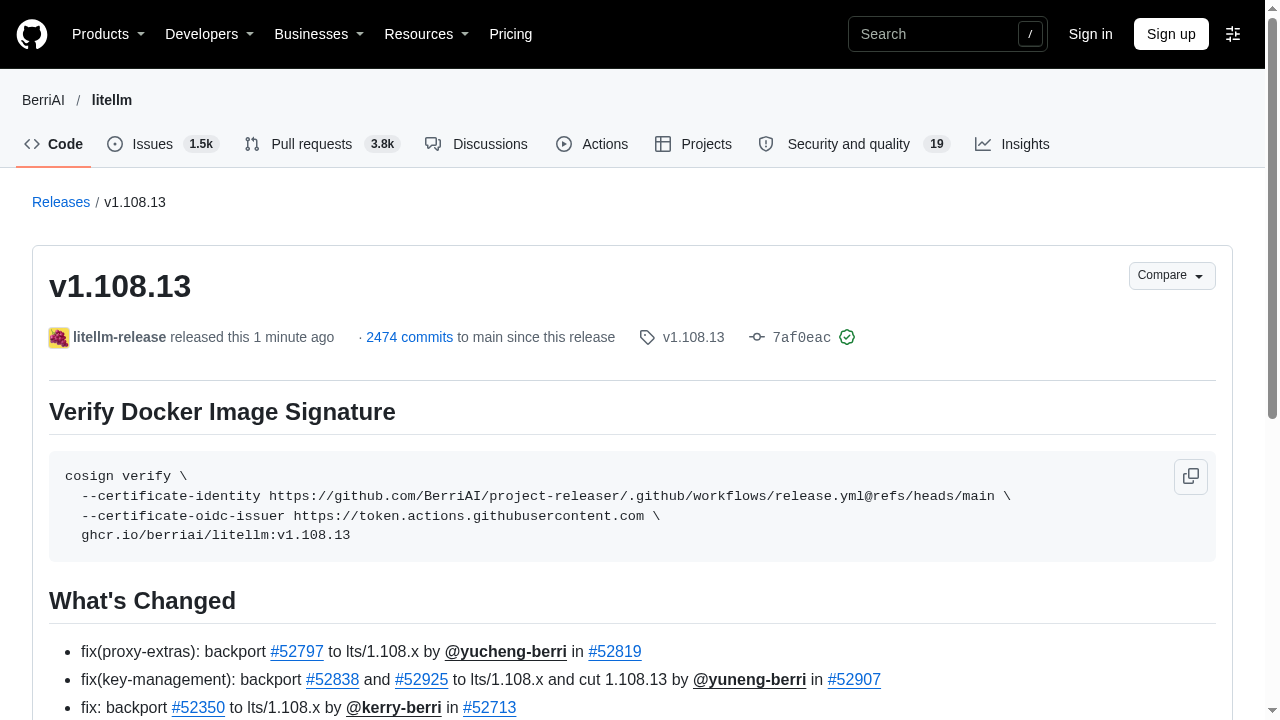 Products Developers Businesses Resources Pricing Search / Sign in Sign up
BerriAI / litellm
Code Issues 1.5k Pull requests 3.8k Discussions Actions Projects Security and quality 19 Insights
Releases / v1.108.13
v1.108.13
Compare
litellm-release released this 1 minute ago · 2474 commits to main since this release v1.108.13 7af0eac
Verify Docker Image Signature
cosign verify \
  --certificate-identity https://github.com/BerriAI/project-releaser/.github/workflows/release.yml@refs/heads/main \
  --certificate-oidc-issuer https://token.actions.githubusercontent.com \
  ghcr.io/berriai/litellm:v1.108.13
What's Changed
• fix(proxy-extras): backport #52797 to lts/1.108.x by @yucheng-berri in #52819
• fix(key-management): backport #52838 and #52925 to lts/1.108.x and cut 1.108.13 by @yuneng-berri in #52907
• fix: backport #52350 to lts/1.108.x by @kerry-berri in #52713